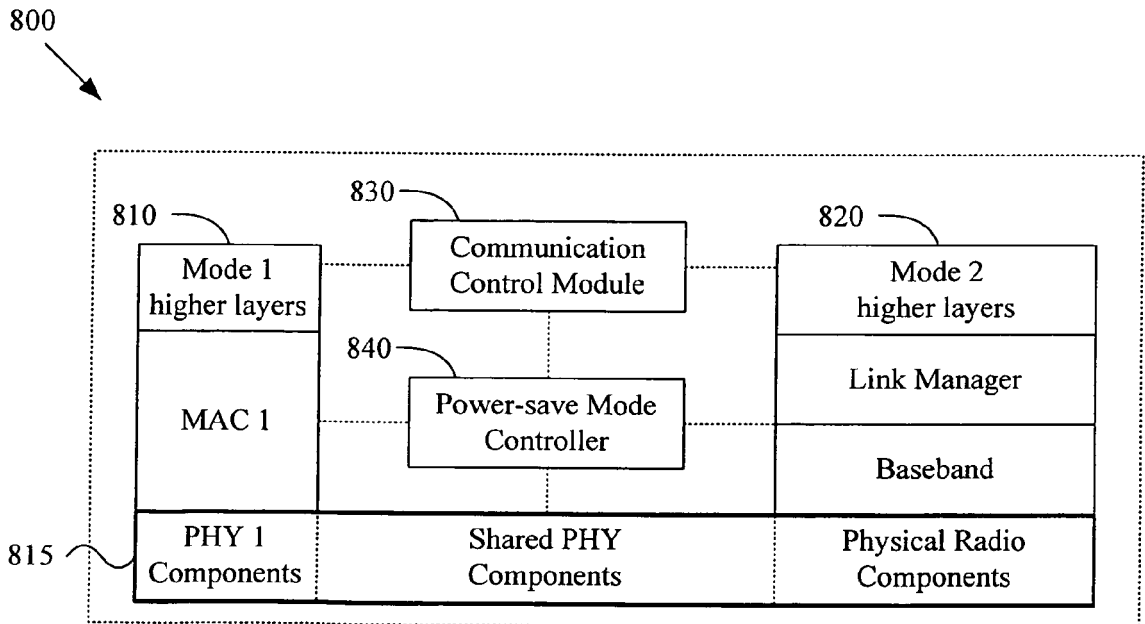 800
830
810
820
Communication
Control Module
Mode 1
higher layers
Mode 2
higher layers
840
Power-save Mode
Controller
MAC 1
Link Manager
Baseband
815
PHY 1
Components
Shared PHY
Components
Physical Radio
Components